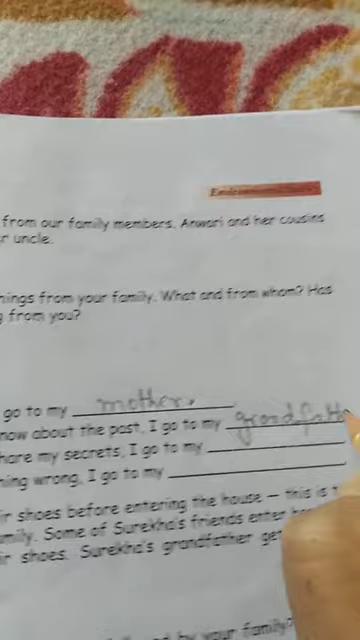 from our family members. Anwari and her cousins
r uncle.
nings from your family. What and from whom? Has
from you?
go to my mother.
now about the past, I go to my grandfath
hare my secrets, I go to my
ning wrong, I go to my
ir shoes before entering the house – this is t
mily. Some of Surekha's friends enter
ir shoes. Surekha's grandfather ge
by your family?